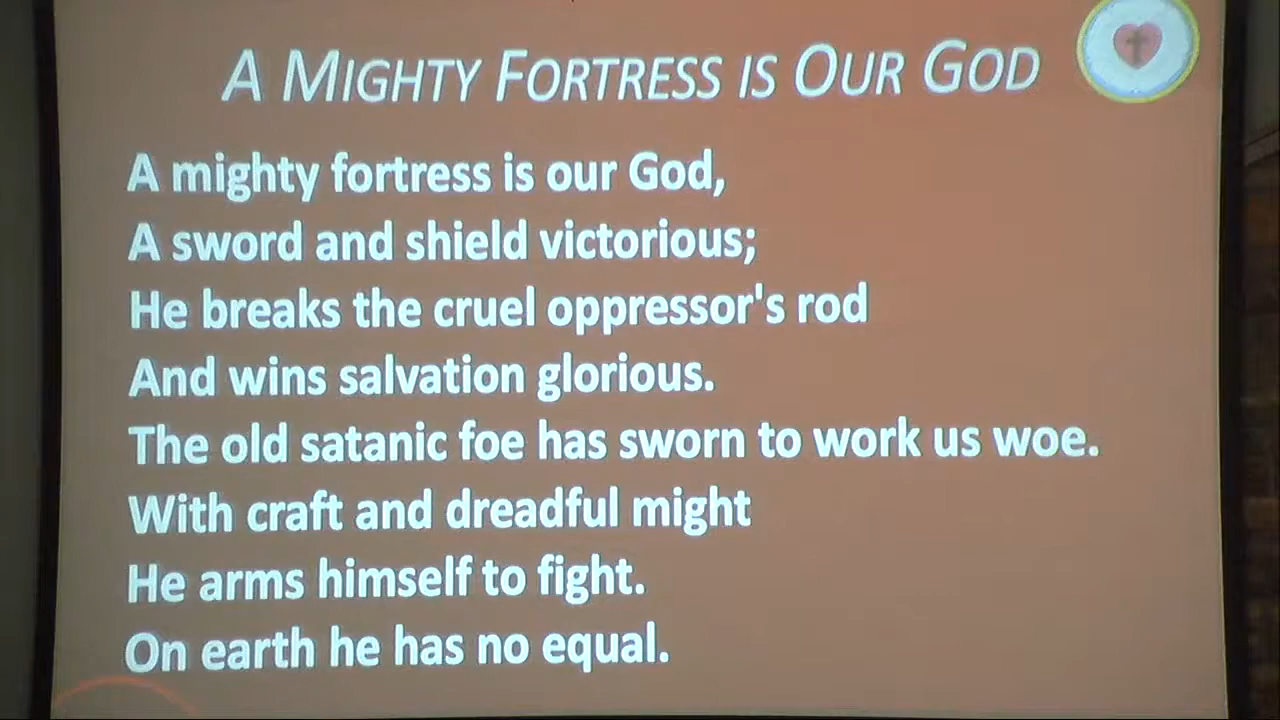 A MIGHTY FORTRESS IS OUR GOD
A mighty fortress is our God,
A sword and shield victorious;
He breaks the cruel oppressor's rod
And wins salvation glorious.
The old satanic foe has sworn to work us woe.
With craft and dreadful might
He arms himself to fight.
On earth he has no equal.